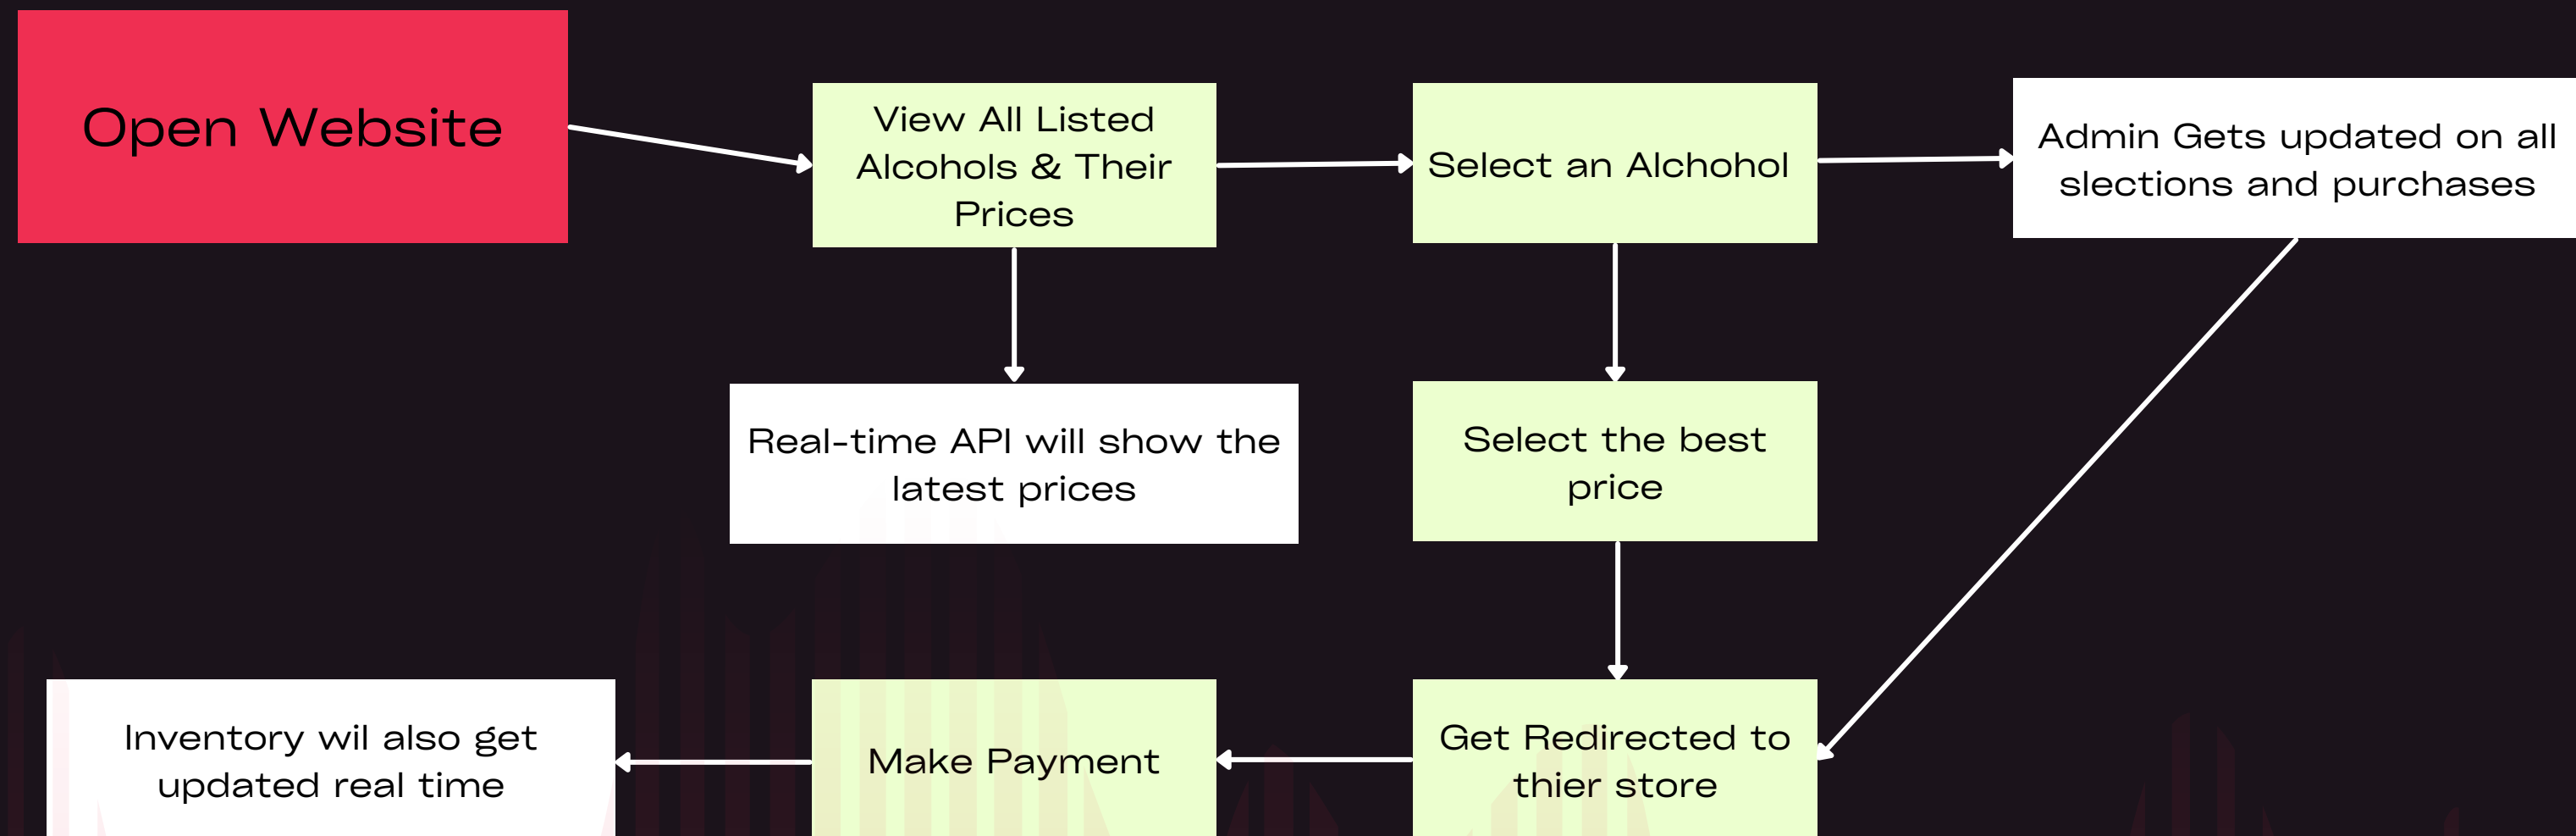 Open Website
View All Listed
Alcohols & Their
Prices
Select an Alchohol
Admin Gets updated on all
slections and purchases
Real-time API will show the
latest prices
Select the best
price
Inventory wil also get
updated real time
Make Payment
Get Redirected to
thier store